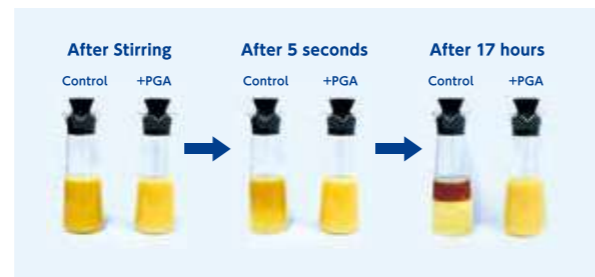 After Stirring After 5 seconds After 17 hours
Control +PGA Control +PGA Control +PGA